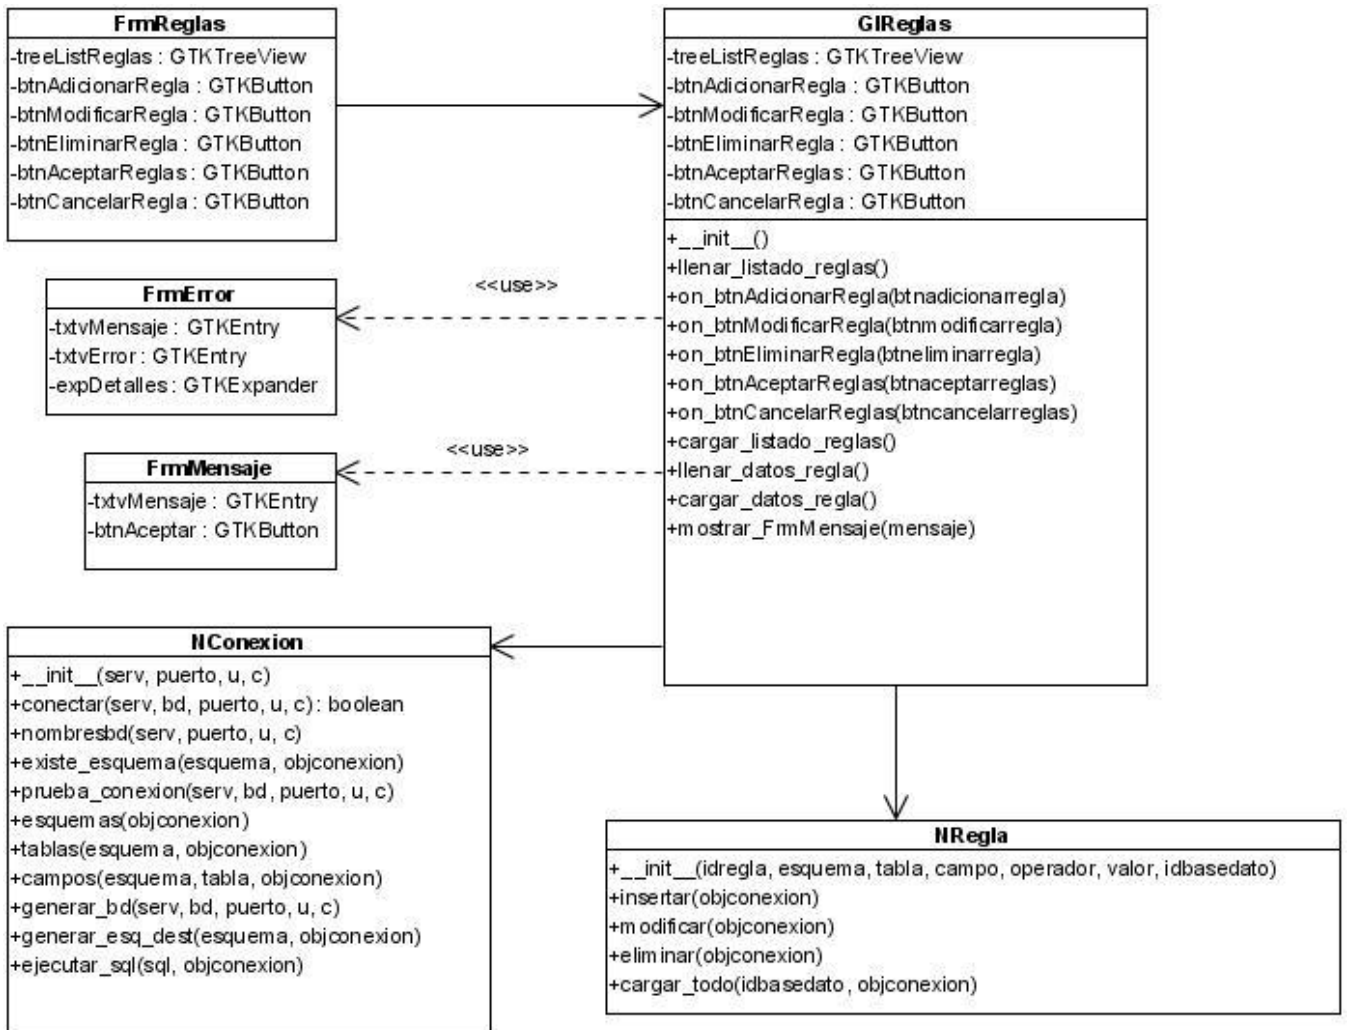 FrmReglas
-treeListReglas : GTKTreeView
-btnAdicionarRegla : GTKButton
-btnModificarRegla : GTKButton
-btnEliminarRegla : GTKButton
-btnAceptarReglas : GTKButton
-btnCancelarRegla : GTKButton
GIReglas
-treeListReglas : GTKTreeView
-btnAdicionarRegla : GTKButton
-btnModificarRegla : GTKButton
-btnEliminarRegla : GTKButton
-btnAceptarReglas : GTKButton
-btnCancelarRegla : GTKButton
+__init__()
+llenar_listado_reglas()
+on_btnAdicionarRegla(btnadicionarregla)
+on_btnModificarRegla(btnmodificarregla)
+on_btnEliminarRegla(btneliminarregla)
+on_btnAceptarReglas(btnaceptarreglas)
+on_btnCancelarReglas(btncancelarreglas)
+cargar_listado_reglas()
+llenar_datos_regla()
+cargar_datos_regla()
+mostrar_FrmMensaje(mensaje)
<<use>>
FrmError
-txtvMensaje : GTKEntry
-txtvError : GTKEntry
-expDetalles : GTKExpander
<<use>>
FrmMensaje
-txtvMensaje : GTKEntry
-btnAceptar : GTKButton
NConexion
+__init__(serv, puerto, u, c)
+conectar(serv, bd, puerto, u, c) : boolean
+nombresbd(serv, puerto, u, c)
+existe_esquema(esquema, objconexion)
+prueba_conexion(serv, bd, puerto, u, c)
+esquemas(objconexion)
+tablas(esquema, objconexion)
+campos(esquema, tabla, objconexion)
+generar_bd(serv, bd, puerto, u, c)
+generar_esq_dest(esquema, objconexion)
+ejecutar_sql(sql, objconexion)
NRegla
+__init__(idregla, esquema, tabla, campo, operador, valor, idbasedato)
+insertar(objconexion)
+modificar(objconexion)
+eliminar(objconexion)
+cargar_todo(idbasedato, objconexion)